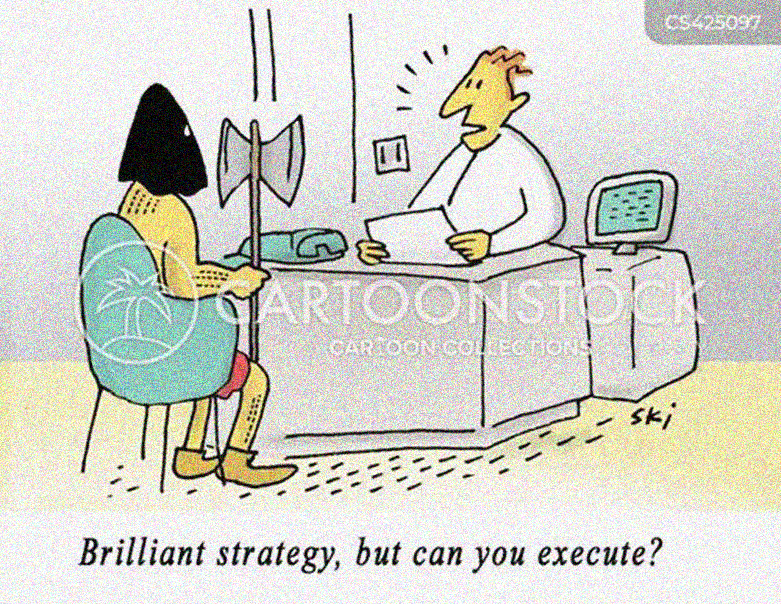 CS425097
CARTOONSTOCK
CARTOON COLLECTIONS
ski
Brilliant strategy, but can you execute?